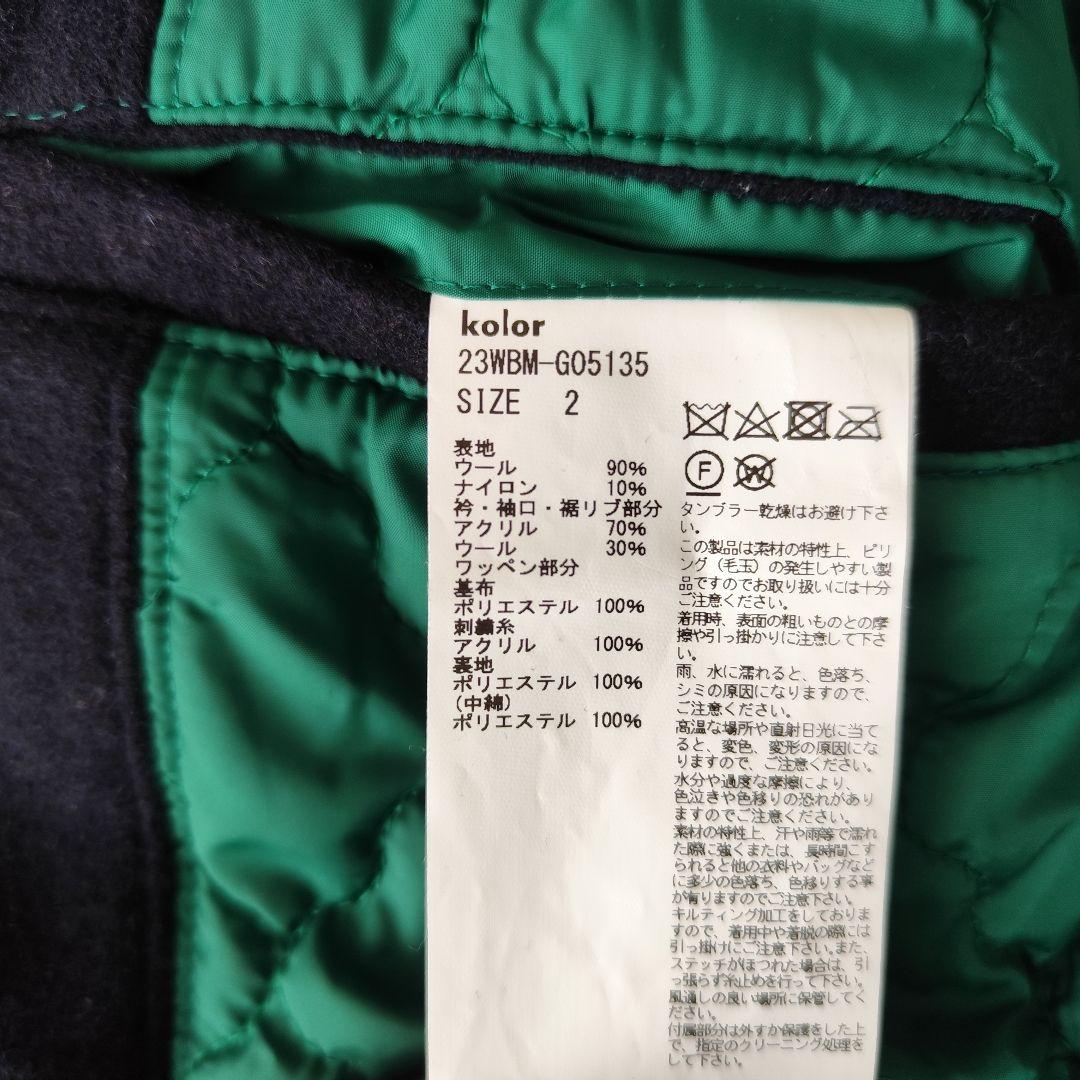 kolor
23WBM-G05135
SIZE 2
表地
ウール 90%
ナイロン 10%
衿・袖口・裾リブ部分
アクリル 70%
ウール 30%
ワッペン部分
基布
ポリエステル 100%
刺繍糸
アクリル 100%
裏地
ポリエステル 100%
(中綿)
ポリエステル 100%
F
W
タンブラー乾燥はお避け下さ
い。
この製品は素材の特性上、ピリ
ング(毛玉)の発生しやすい製
品ですのでお取り扱いには十分
ご注意ください。
着用時、表面の粗いものとの摩
擦や引っ掛かりに注意して下さ
い。
雨、水に濡れると、色落ち、
シミの原因になりますので、
ご注意ください。
高温な場所や直射日光に当て
ると、変色、変形の原因にな
りますので、ご注意ください。
水分や過度な摩擦により、
色泣きや色移りの恐れがあり
ますのでご注意ください。
素材の特性上、汗や雨等で濡れ
た際に強くまたは、長時間こす
られると他の衣料やバッグなど
に多少の色落ち、色移りする事
が有りますのでご注意下さい。
キルティング加工をしておりま
すので、着用中や着脱の際には
引っ掛けにご注意下さい。また、
ステッチがほつれた場合は、引
っ張らず糸止めを行って下さい。
風通しの良い場所に保管してく
ださい。
付属部分は外すか保護をした上
で、指定のクリーニング処理を
して下さい。